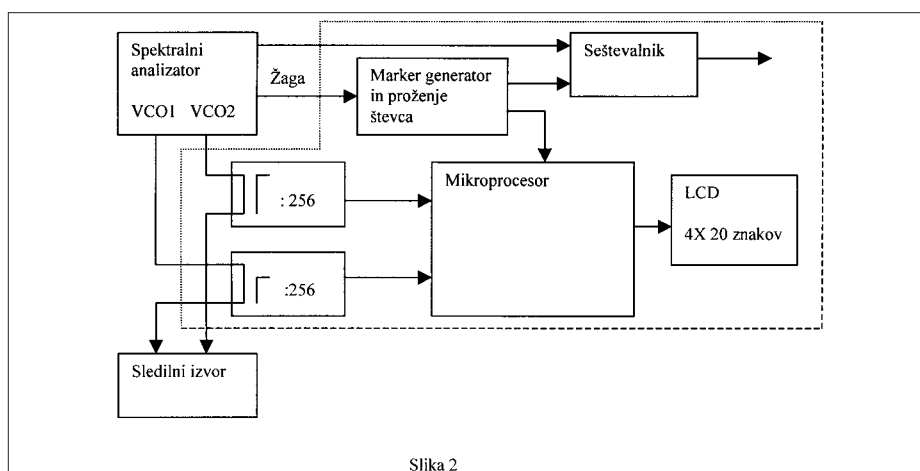 Spektralni
analizator
VCO1 VCO2
Žaga
Marker generator
in proženje
števca
Seštevalnik
: 256
:256
Mikroprocesor
LCD
4X 20 znakov
Sledilni izvor
Slika 2